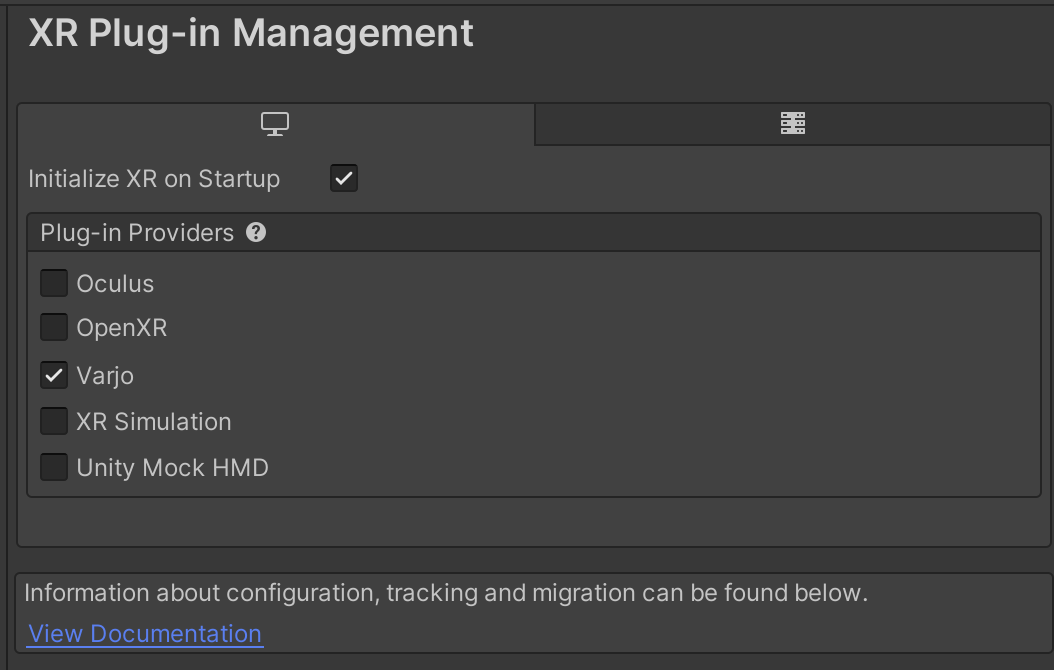 XR Plug-in Management
Initialize XR on Startup
Plug-in Providers ?
Oculus
OpenXR
Varjo
XR Simulation
Unity Mock HMD
Information about configuration, tracking and migration can be found below.
View Documentation